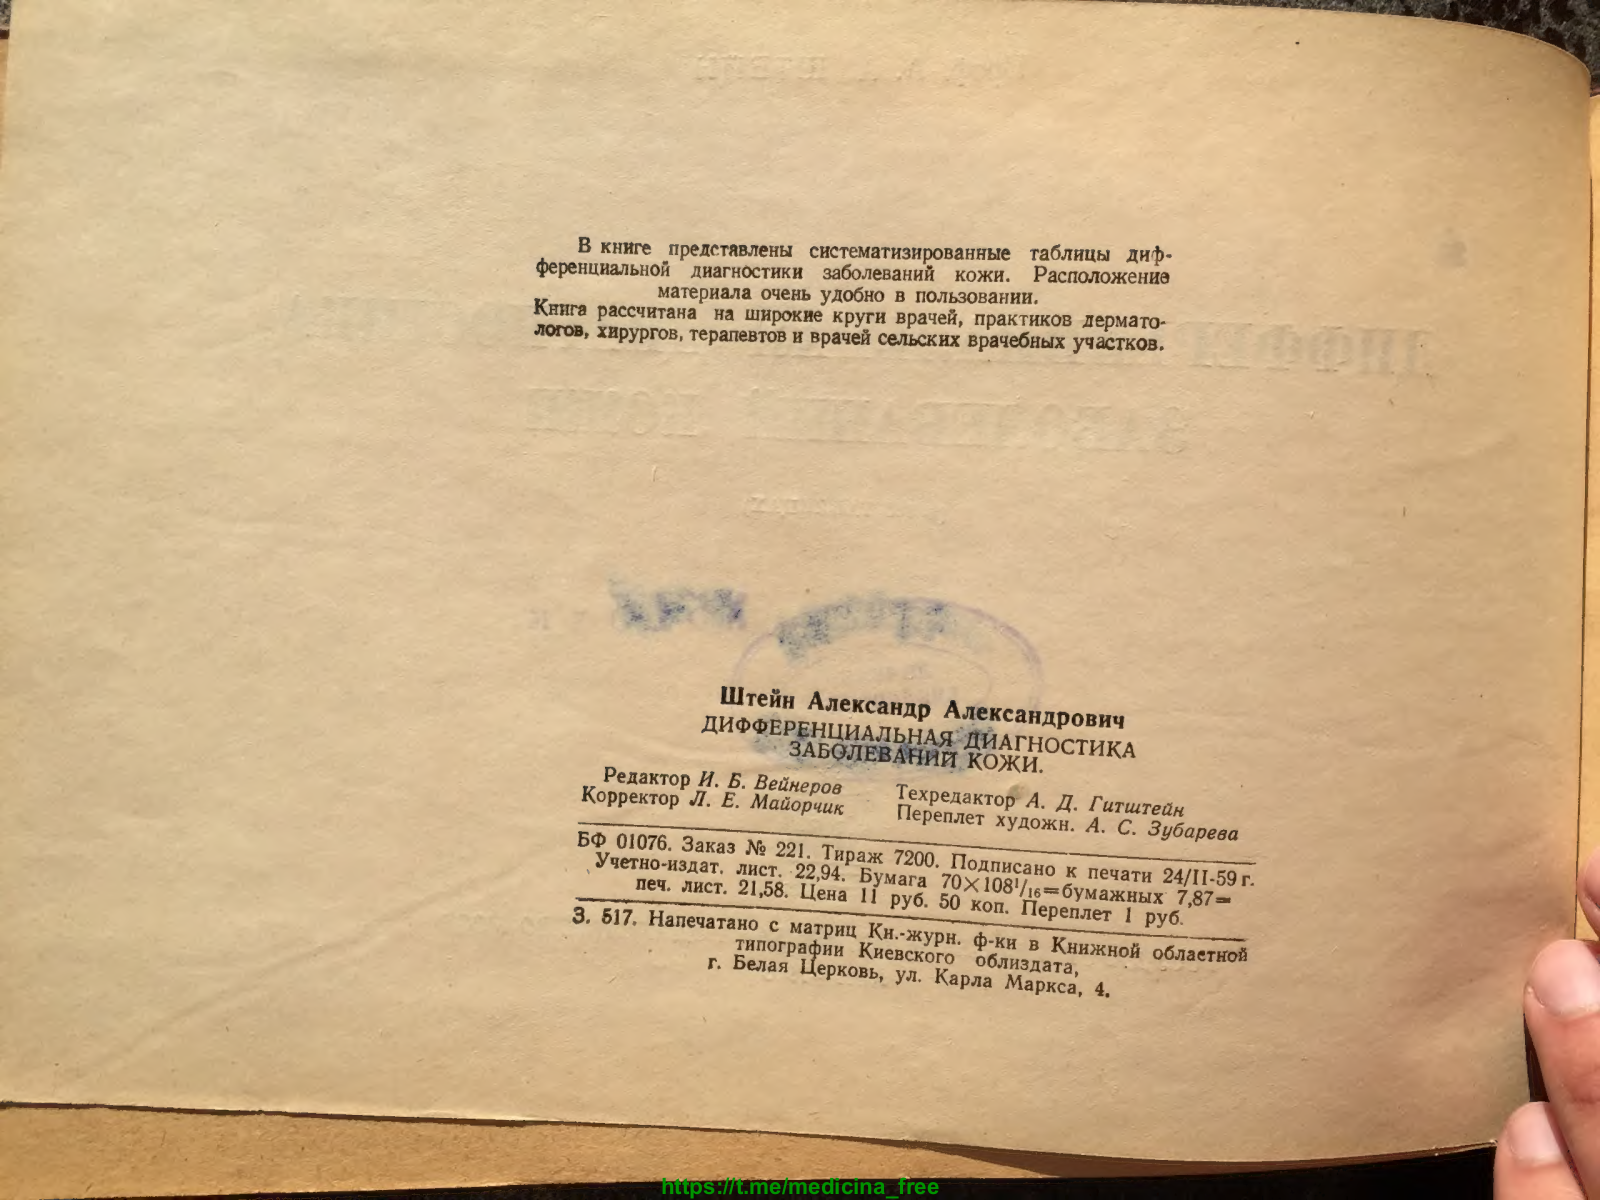 В книге представлены систематизированные таблицы диф-
ференциальной диагностики заболеваний кожи. Расположение
материала очень удобно в пользовании.
Книга рассчитана на широкие круги врачей, практиков дермато-
логов, хирургов, терапевтов и врачей сельских врачебных участков.
Штейн Александр Александрович
ДИФФЕРЕНЦИАЛЬНАЯ ДИАГНОСТИКА
ЗАБОЛЕВАНИЙ КОЖИ.
Редактор И. Б. Вейнеров Техредактор А. Д. Гитштейн
Корректор Л. Е. Майорчик Переплет художн. А. С. Зубарева
БФ 01076. Заказ № 221. Тираж 7200. Подписано к печати 24/II-59 г.
Учетно-издат. лист. 22,94. Бумага 70×108¹/₁₆=бумажных 7,87=
печ. лист. 21,58. Цена 11 руб. 50 коп. Переплет 1 руб.
З. 517. Напечатано с матриц Кн.-журн. ф-ки в Книжной областной
типографии Киевского облиздата,
г. Белая Церковь, ул. Карла Маркса, 4.
https://t.me/medicina_free